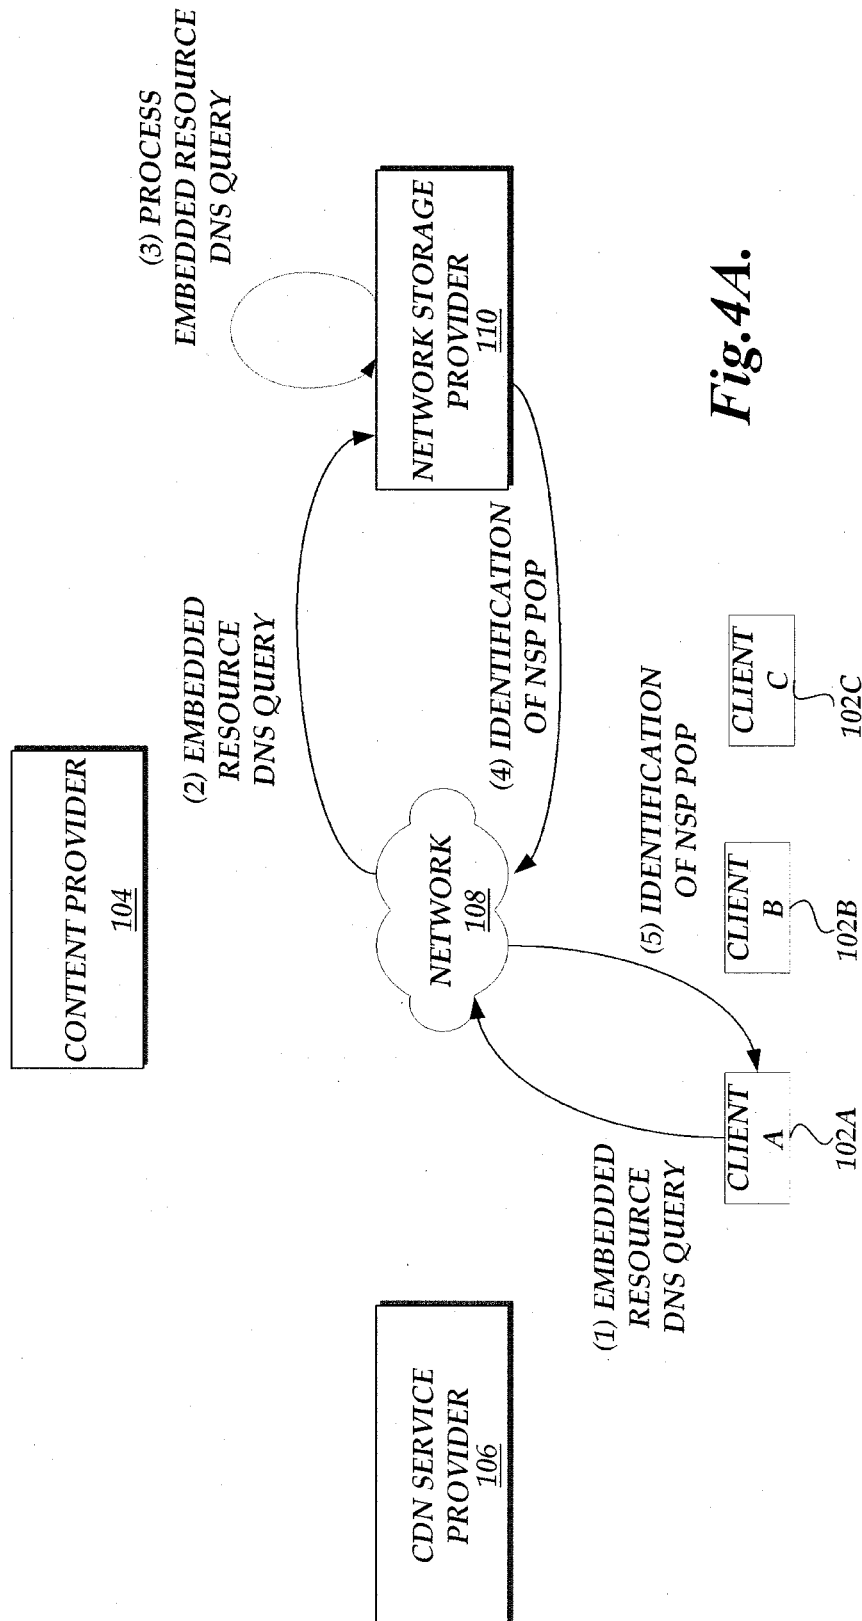 CONTENT PROVIDER
104
(3) PROCESS
EMBEDDED RESOURCE
DNS QUERY
(2) EMBEDDED
RESOURCE
DNS QUERY
CDN SERVICE
PROVIDER
106
NETWORK
108
NETWORK STORAGE
PROVIDER
110
(4) IDENTIFICATION
OF NSP POP
(1) EMBEDDED
RESOURCE
DNS QUERY
(5) IDENTIFICATION
OF NSP POP
CLIENT
A
102A
CLIENT
B
102B
CLIENT
C
102C
Fig.4A.